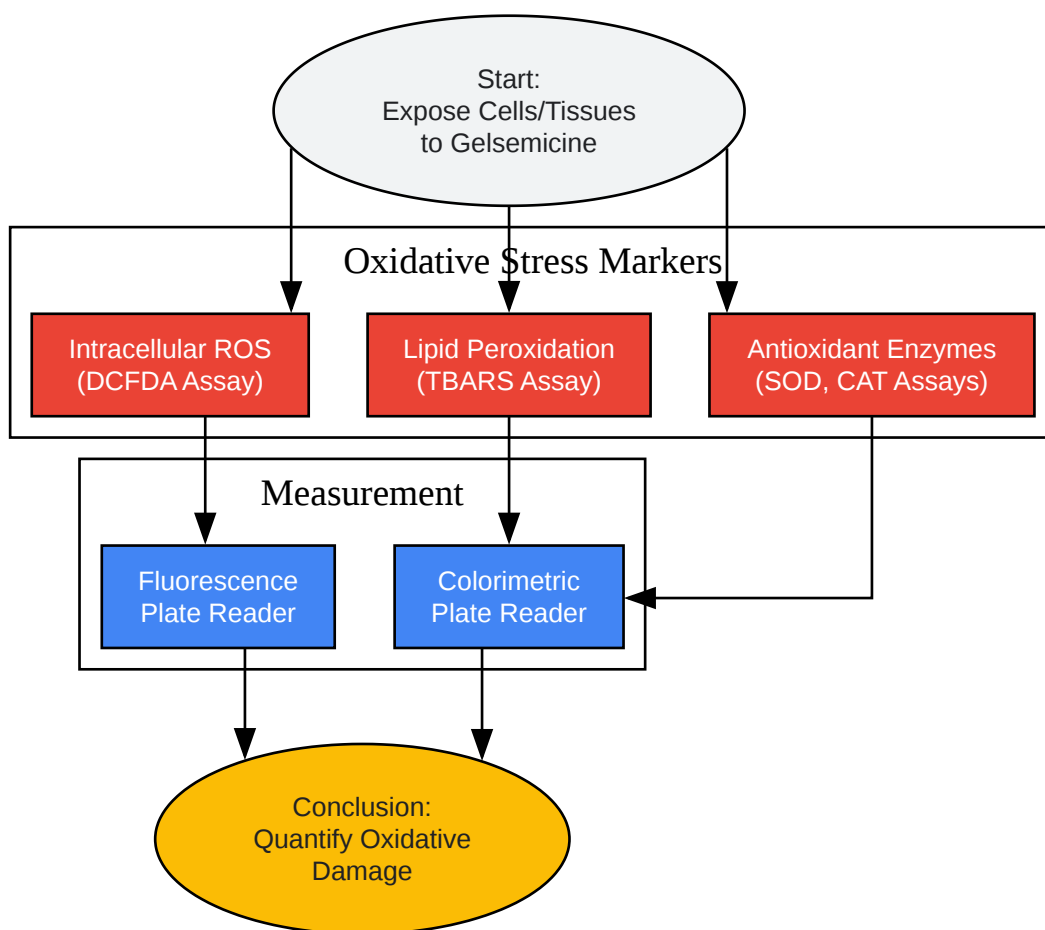 Start:
Expose Cells/Tissues
to Gelsemicine
Oxidative Stress Markers
Intracellular ROS
(DCFDA Assay)
Lipid Peroxidation
(TBARS Assay)
Antioxidant Enzymes
(SOD, CAT Assays)
Measurement
Fluorescence
Plate Reader
Colorimetric
Plate Reader
Conclusion:
Quantify Oxidative
Damage